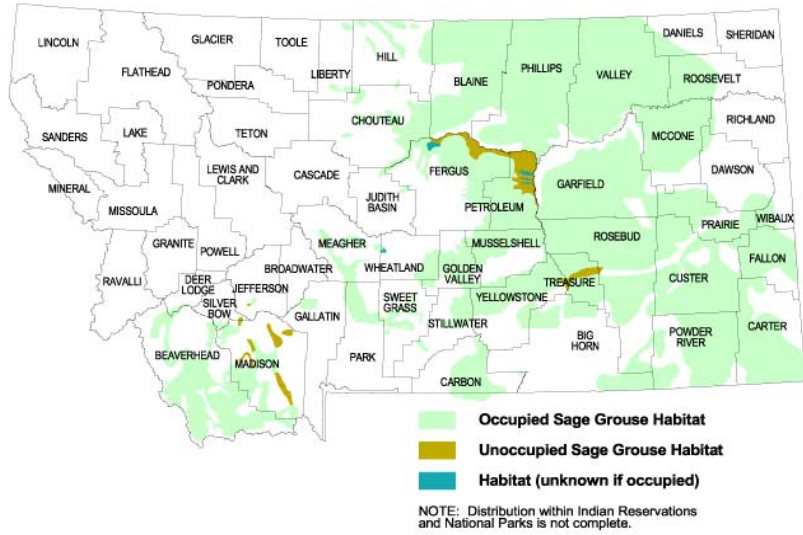 LINCOLN
GLACIER
TOOLE
HILL
DANIELS
SHERIDAN
FLATHEAD
PONDERA
LIBERTY
BLAINE
PHILLIPS
VALLEY
ROOSEVELT
CHOUTEAU
RICHLAND
SANDERS
LAKE
TETON
MCCONE
MINERAL
LEWIS AND
CLARK
CASCADE
FERGUS
GARFIELD
DAWSON
MISSOULA
JUDITH
BASIN
PETROLEUM
PRAIRIE
WIBAUX
GRANITE
POWELL
MEAGHER
MUSSELSHELL
ROSEBUD
RAVALLI
DEER
LODGE
JEFFERSON
BROADWATER
WHEATLAND
GOLDEN
VALLEY
TREASURE
CUSTER
FALLON
SILVER
BOW
GALLATIN
SWEET
GRASS
STILLWATER
YELLOWSTONE
BIG
HORN
POWDER
RIVER
CARTER
BEAVERHEAD
MADISON
PARK
CARBON
Occupied Sage Grouse Habitat
Unoccupied Sage Grouse Habitat
Habitat (unknown if occupied)
NOTE: Distribution within Indian Reservations
and National Parks is not complete.